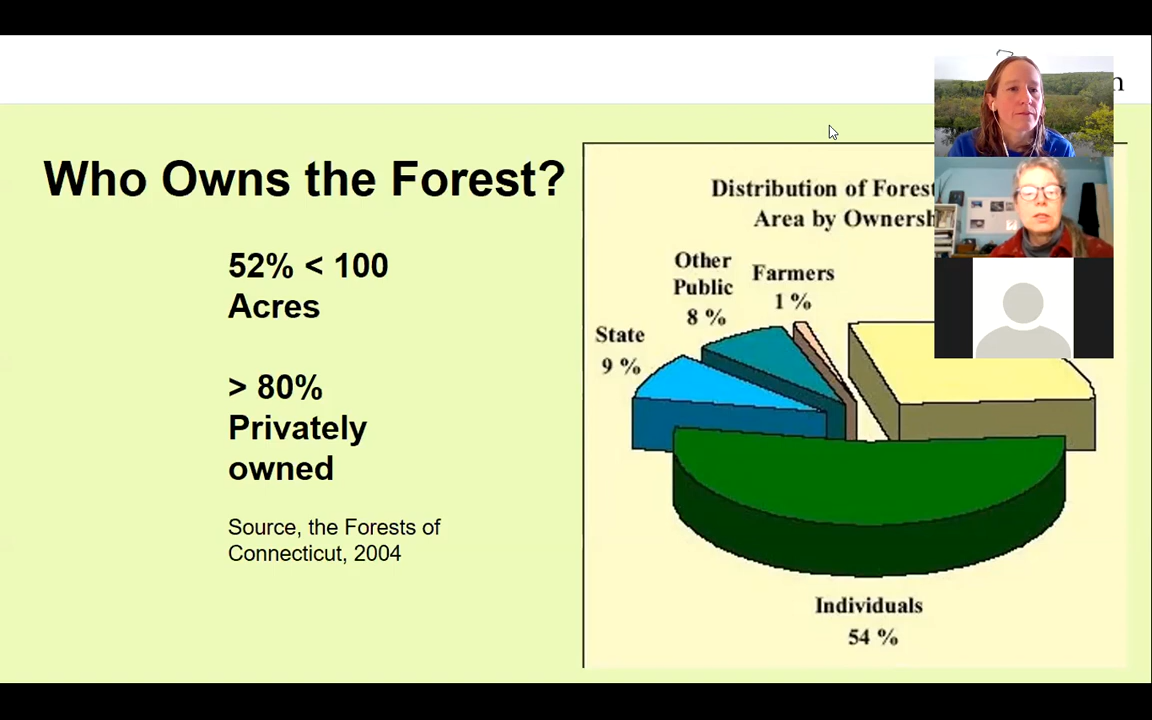 Who Owns the Forest?
52% < 100
Acres
> 80%
Privately
owned
Source, the Forests of
Connecticut, 2004
Distribution of Forest
Area by
Other
Public
8 %
Farmers
1 %
State
9 %
Individuals
54 %